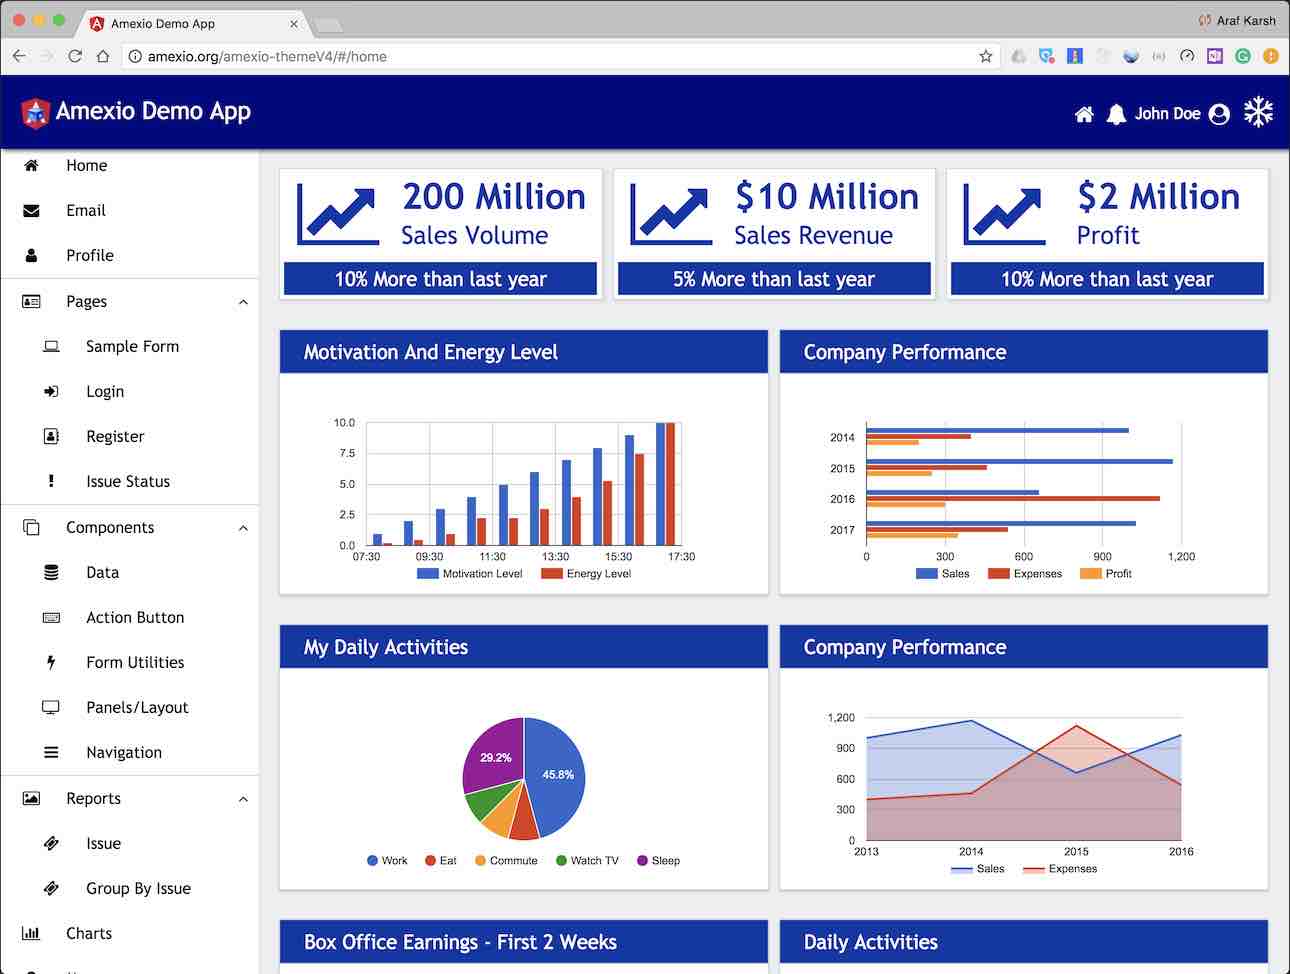 Amexio Demo App
Araf Karsh
amexio.org/amexio-themeV4/#/home
Amexio Demo App
John Doe
Home
Email
Profile
Pages
Sample Form
Login
Register
Issue Status
Components
Data
Action Button
Form Utilities
Panels/Layout
Navigation
Reports
Issue
Group By Issue
Charts
200 Million
Sales Volume
10% More than last year
$10 Million
Sales Revenue
5% More than last year
$2 Million
Profit
10% More than last year
Motivation And Energy Level
10.0
7.5
5.0
2.5
0.0
07:30 09:30 11:30 13:30 15:30 17:30
Motivation Level Energy Level
Company Performance
2014
2015
2016
2017
0 300 600 900 1,200
Sales Expenses Profit
My Daily Activities
29.2%
45.8%
Work Eat Commute Watch TV Sleep
Company Performance
1,200
900
600
300
0
2013 2014 2015 2016
Sales Expenses
Box Office Earnings - First 2 Weeks
Daily Activities